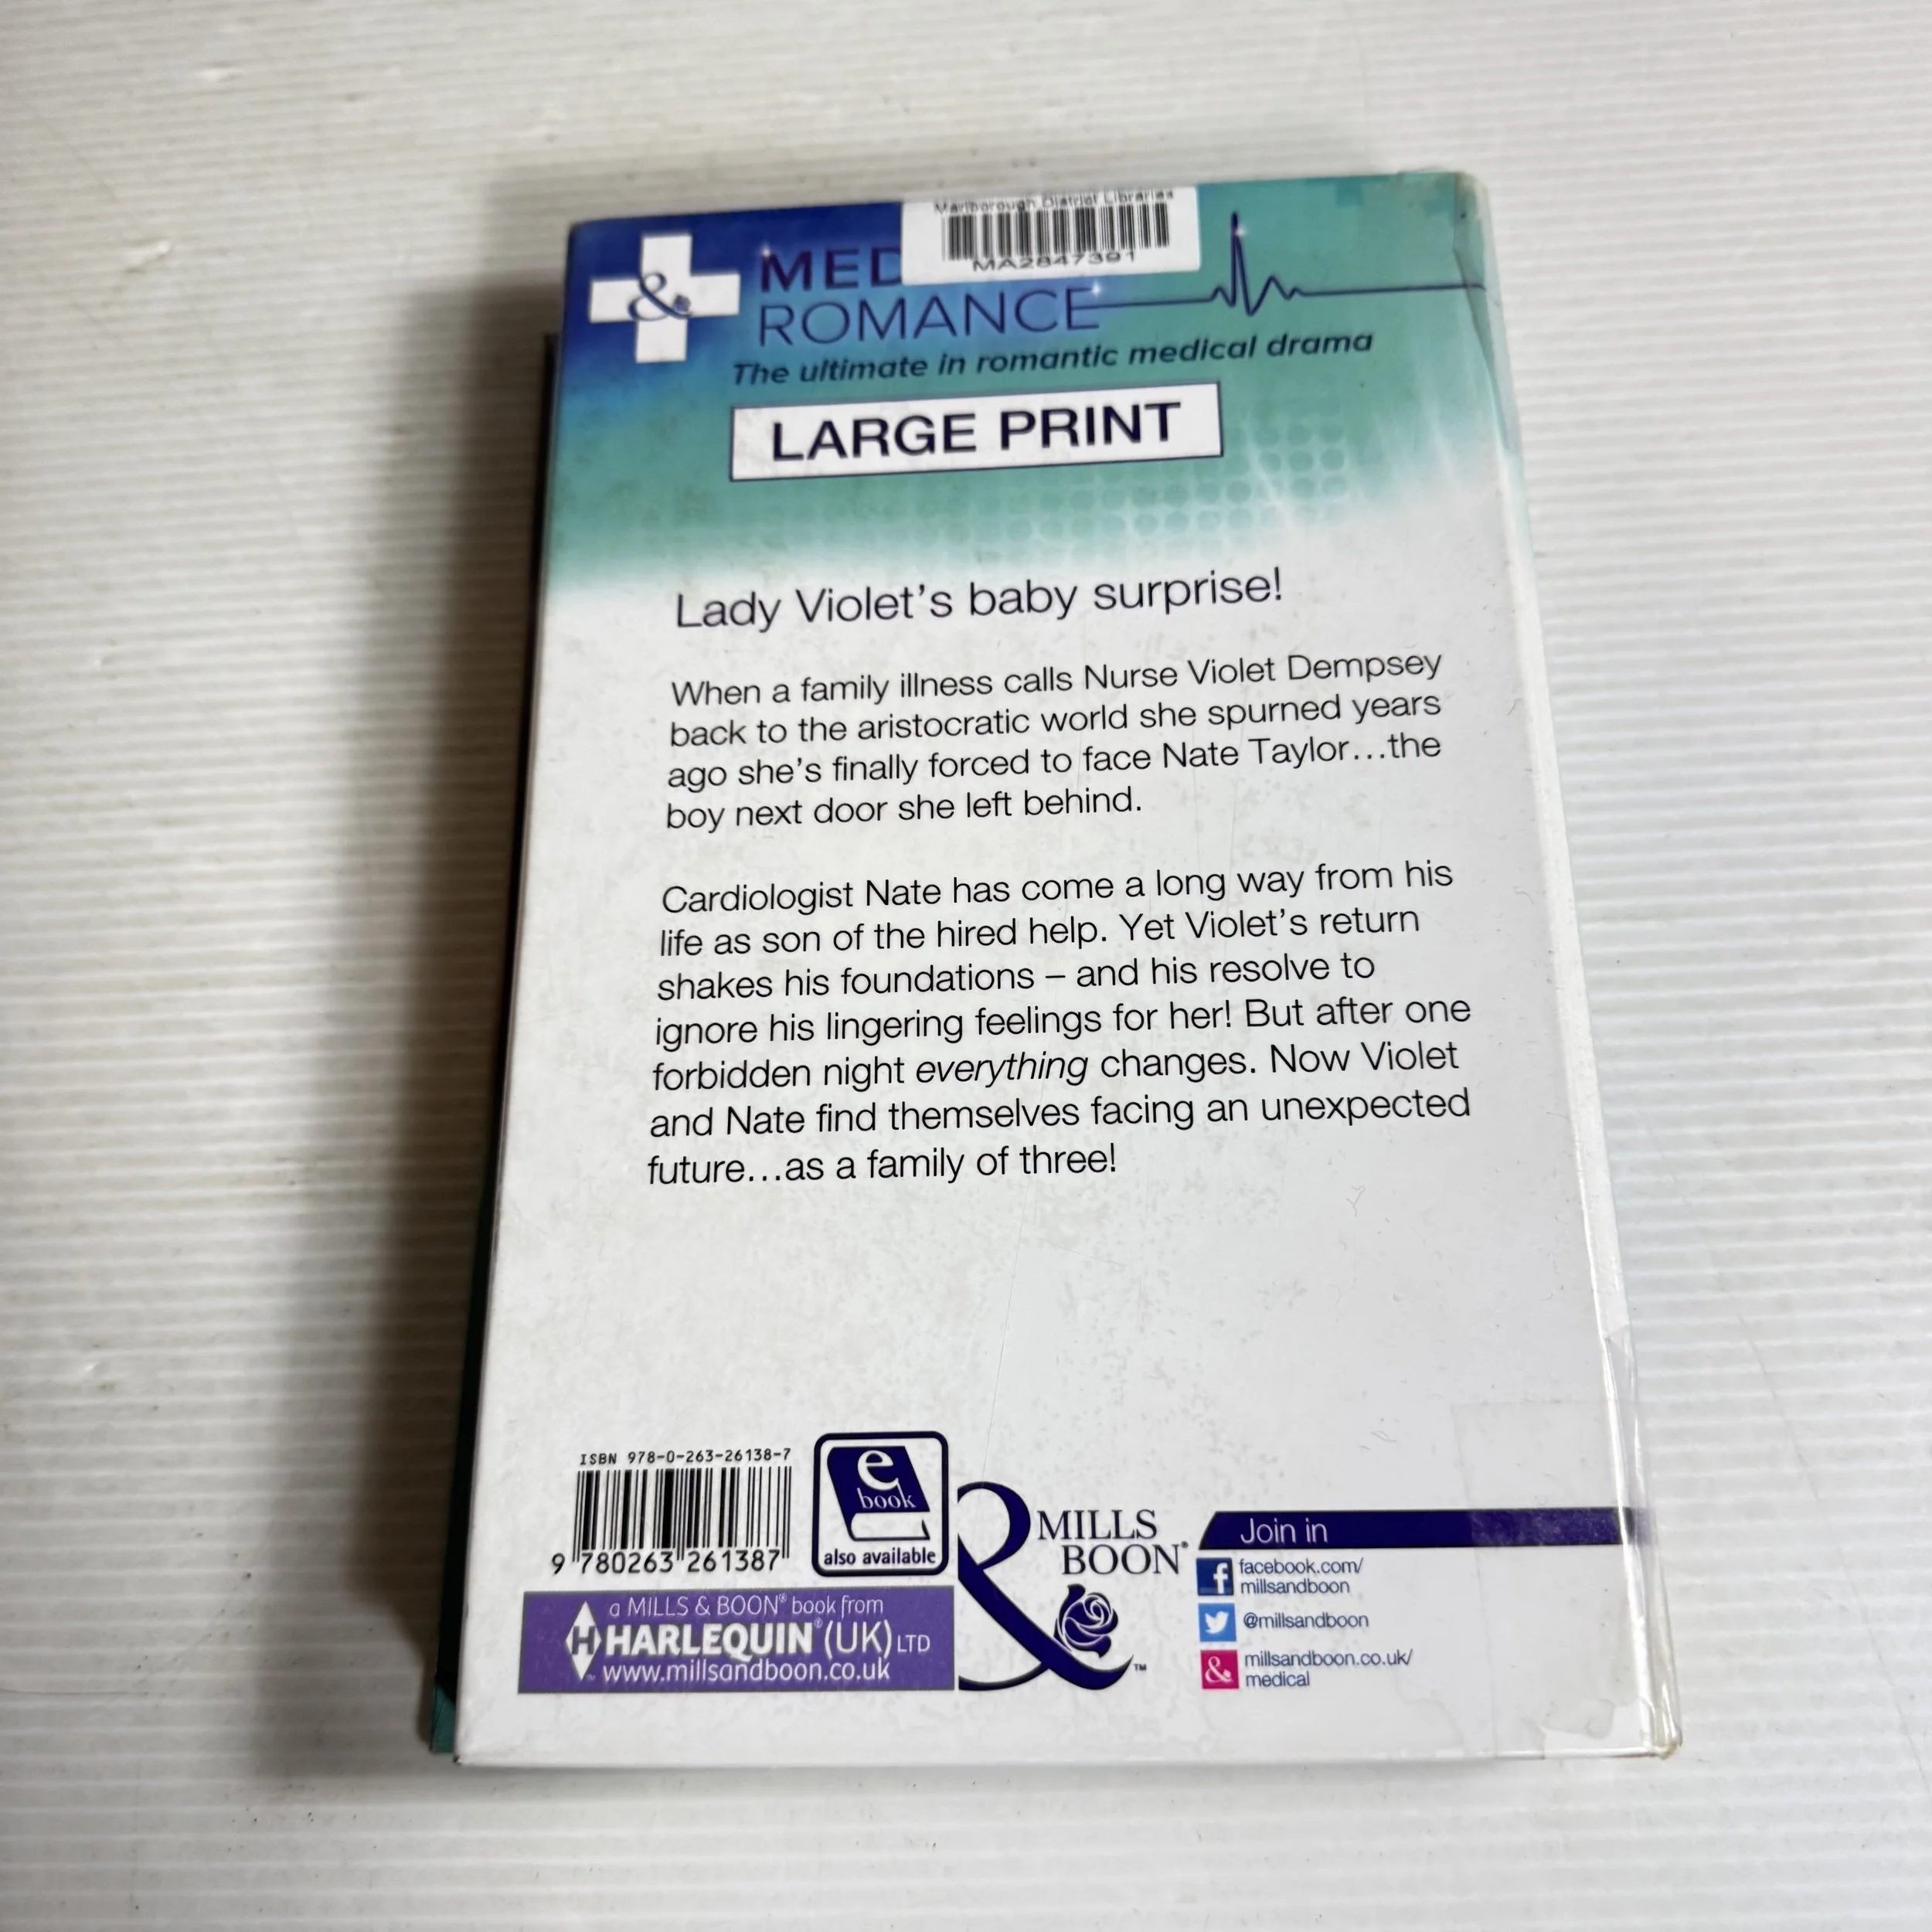 Marlborough District Libraries
MA2847391
&
MED
ROMANCE
The ultimate in romantic medical drama
LARGE PRINT
Lady Violet's baby surprise!
When a family illness calls Nurse Violet Dempsey
back to the aristocratic world she spurned years
ago she's finally forced to face Nate Taylor...the
boy next door she left behind.
Cardiologist Nate has come a long way from his
life as son of the hired help. Yet Violet's return
shakes his foundations – and his resolve to
ignore his lingering feelings for her! But after one
forbidden night everything changes. Now Violet
and Nate find themselves facing an unexpected
future...as a family of three!
ISBN 978-0-263-26138-7
9 780263 261387
e
book
also available
a MILLS & BOON® book from
H HARLEQUIN® (UK) LTD
™ www.millsandboon.co.uk
&
MILLS
BOON®
™
Join in
f facebook.com/
millsandboon
@millsandboon
& millsandboon.co.uk/
medical